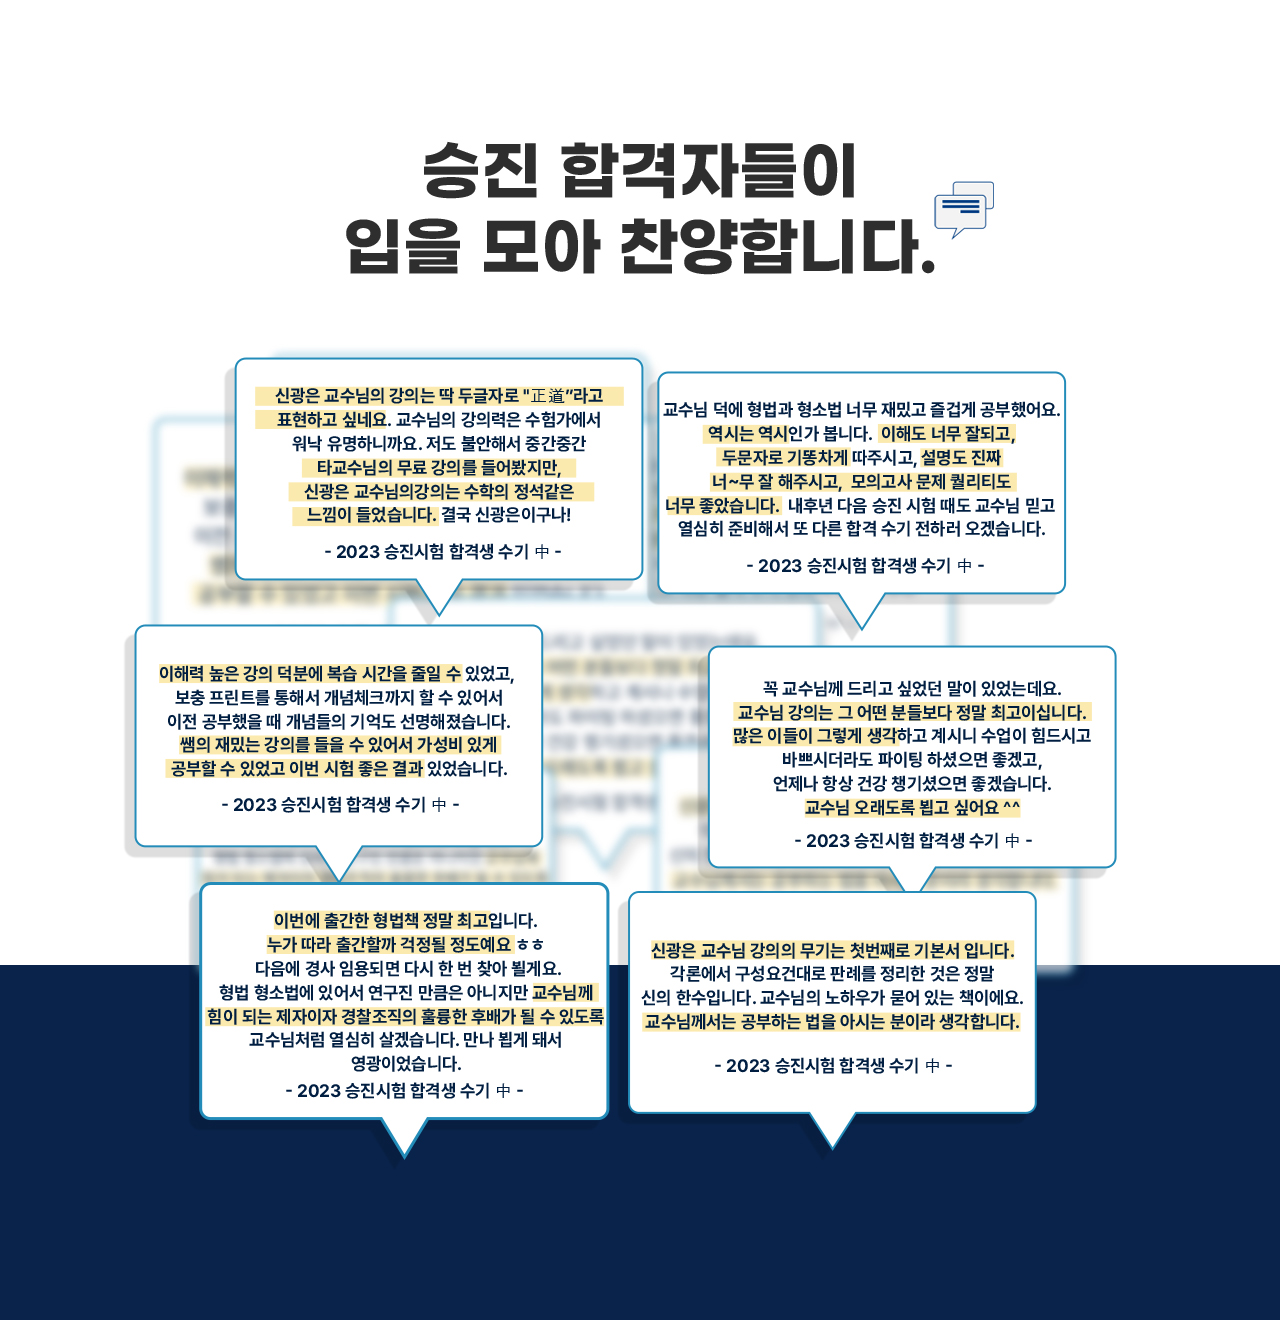 승진 합격자들이
입을 모아 찬양합니다.
신광은 교수님의 강의는 딱 두글자로 "正道”라고
표현하고 싶네요. 교수님의 강의력은 수험가에서
워낙 유명하니까요. 저도 불안해서 중간중간
타교수님의 무료 강의를 들어봤지만,
신광은 교수님의강의는 수학의 정석같은
느낌이 들었습니다. 결국 신광은이구나!
- 2023 승진시험 합격생 수기 中 -
교수님 덕에 형법과 형소법 너무 재밌고 즐겁게 공부했어요.
역시는 역시인가 봅니다. 이해도 너무 잘되고,
두문자로 기똥차게 따주시고, 설명도 진짜
너~무 잘 해주시고, 모의고사 문제 퀄리티도
너무 좋았습니다. 내후년 다음 승진 시험 때도 교수님 믿고
열심히 준비해서 또 다른 합격 수기 전하러 오겠습니다.
- 2023 승진시험 합격생 수기 中 -
이해력 높은 강의 덕분에 복습 시간을 줄일 수 있었고,
보충 프린트를 통해서 개념체크까지 할 수 있어서
이전 공부했을 때 개념들의 기억도 선명해졌습니다.
쌤의 재밌는 강의를 들을 수 있어서 가성비 있게
공부할 수 있었고 이번 시험 좋은 결과 있었습니다.
- 2023 승진시험 합격생 수기 中 -
꼭 교수님께 드리고 싶었던 말이 있었는데요.
교수님 강의는 그 어떤 분들보다 정말 최고이십니다.
많은 이들이 그렇게 생각하고 계시니 수업이 힘드시고
바쁘시더라도 파이팅 하셨으면 좋겠고,
언제나 항상 건강 챙기셨으면 좋겠습니다.
교수님 오래도록 뵙고 싶어요 ^^
- 2023 승진시험 합격생 수기 中 -
이번에 출간한 형법책 정말 최고입니다.
누가 따라 출간할까 걱정될 정도예요 ㅎㅎ
다음에 경사 임용되면 다시 한 번 찾아 뵐게요.
형법 형소법에 있어서 연구진 만큼은 아니지만 교수님께
힘이 되는 제자이자 경찰조직의 훌륭한 후배가 될 수 있도록
교수님처럼 열심히 살겠습니다. 만나 뵙게 돼서
영광이었습니다.
- 2023 승진시험 합격생 수기 中 -
신광은 교수님 강의의 무기는 첫번째로 기본서 입니다.
각론에서 구성요건대로 판례를 정리한 것은 정말
신의 한수입니다. 교수님의 노하우가 묻어 있는 책이에요.
교수님께서는 공부하는 법을 아시는 분이라 생각합니다.
- 2023 승진시험 합격생 수기 中 -